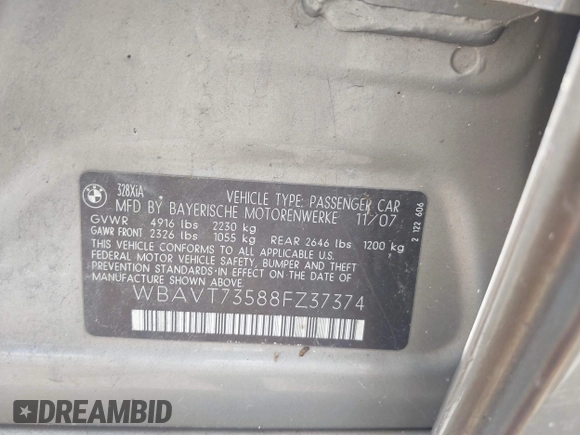 BMW
328XiA
VEHICLE TYPE: PASSENGER CAR
MFD BY BAYERISCHE MOTORENWERKE 11/07
GVWR 4916 lbs 2230 kg
GAWR FRONT 2326 lbs 1055 kg REAR 2646 lbs 1200 kg
THIS VEHICLE CONFORMS TO ALL APPLICABLE U.S.
FEDERAL MOTOR VEHICLE SAFETY, BUMPER AND THEFT
PREVENTION STANDARDS IN EFFECT ON THE DATE OF
MANUFACTURE SHOWN ABOVE.
WBAVT73588FZ37374
2 122 606
DREAMBID